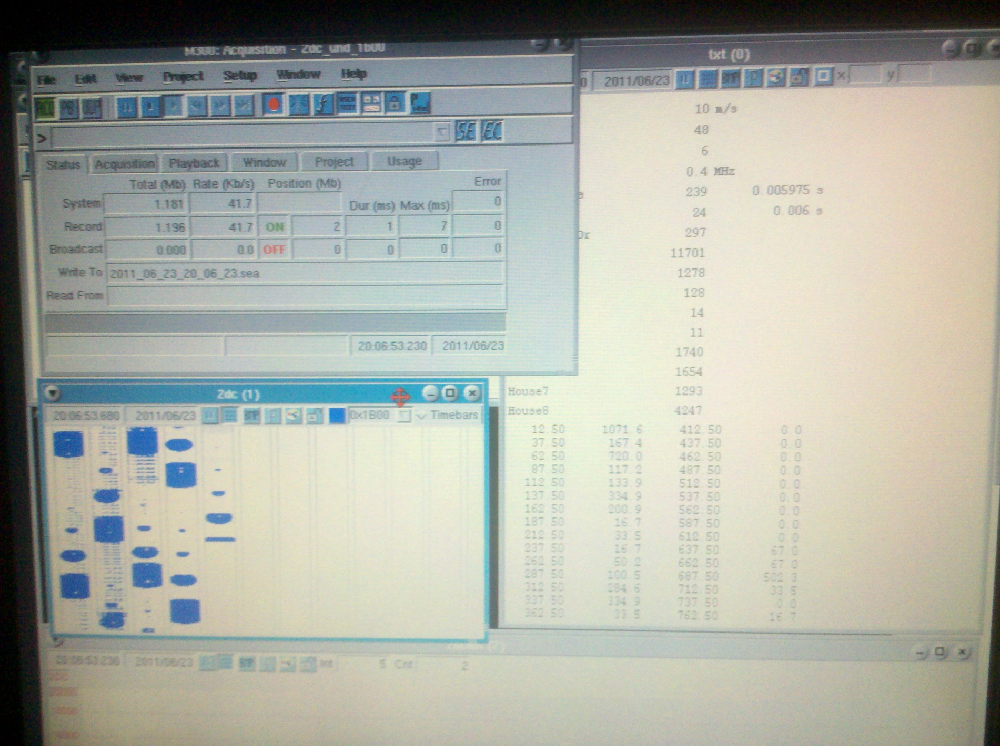 M300: Acquisition - 2dc_und_1b00
File Edit View Project Setup Window Help
>
SE EC
Status Acquisition Playback Window Project Usage
Total (Mb) Rate (Kb/s) Position (Mb) Error
System 1.181 41.7 Dur (ms) Max (ms) 0
Record 1.196 41.7 ON 2 1 7 0
Broadcast 0.000 0.0 OFF 0 0 0 0
Write To 2011_06_23_20_06_23.sea
Read From
20:06:53.230 2011/06/23
txt (0)
0 2011/06/23 BMP P x y
10 m/s
48
6
0.4 MHz
e 239 0.005975 s
24 0.006 s
Or 297
11701
1278
128
14
11
1740
1654
House7 1293
House8 4247
12.50 1071.6 412.50 0.0
37.50 167.4 437.50 0.0
62.50 720.0 462.50 0.0
87.50 117.2 487.50 0.0
112.50 133.9 512.50 0.0
137.50 334.9 537.50 0.0
162.50 200.9 562.50 0.0
187.50 16.7 587.50 0.0
212.50 33.5 612.50 0.0
237.50 16.7 637.50 67.0
262.50 50.2 662.50 67.0
287.50 100.5 687.50 502.3
312.50 284.6 712.50 33.5
337.50 334.9 737.50 0.0
362.50 33.5 762.50 16.7
2dc (1)
20:06:53.680 2011/06/23 BMP P 0x1B00 Timebars
20:06:53.230 2011/06/23 BMP Int 5 Cnt 2